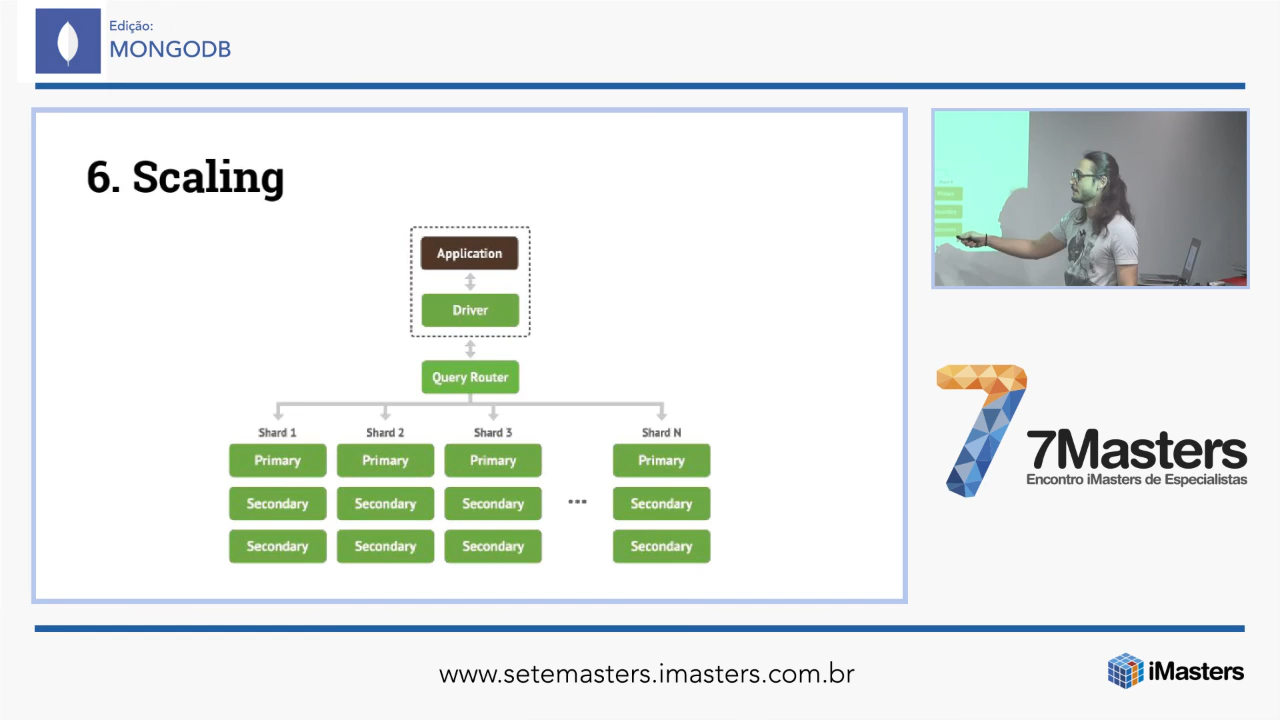 Edição:
MONGODB
6. Scaling
Application
Driver
Query Router
Shard 1 Shard 2 Shard 3 Shard N
Primary Primary Primary Primary
Secondary Secondary Secondary ... Secondary
Secondary Secondary Secondary Secondary
7Masters
Encontro iMasters de Especialistas
www.setemasters.imasters.com.br
iMasters